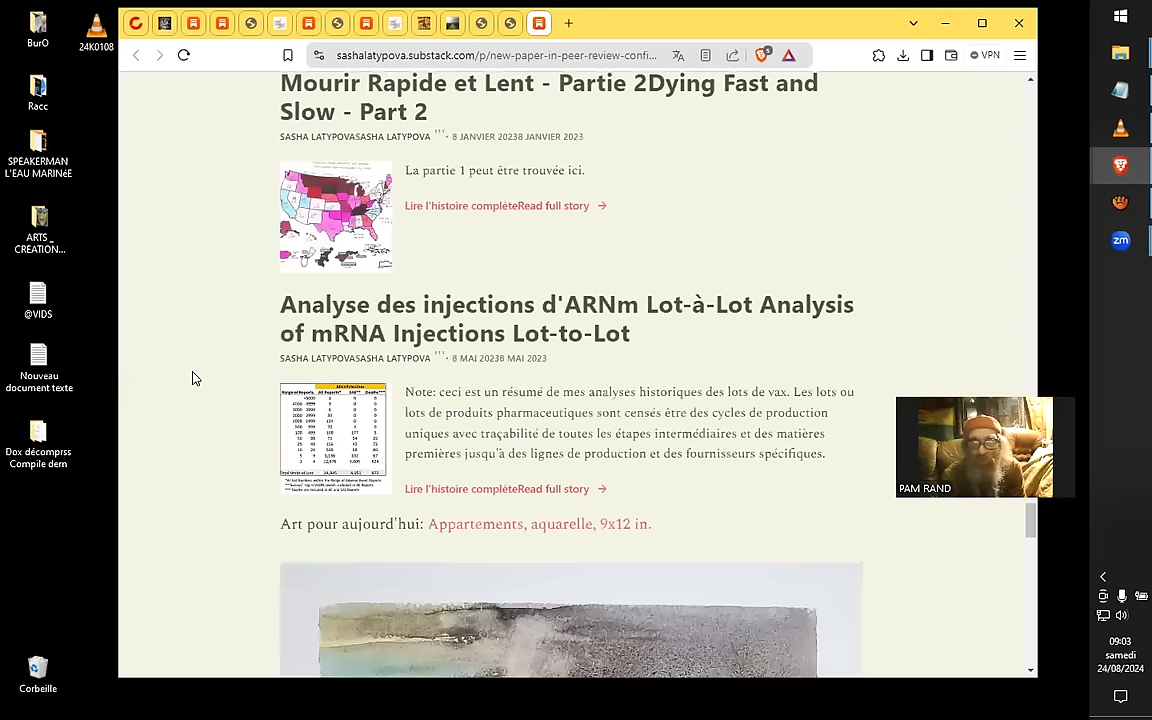 sashalatypova.substack.com/p/new-paper-in-peer-review-confi...
VPN
BurO
24K0108
Racc
SPEAKERMAN
L'EAU MARINéE
ARTS _
CREATION...
@VIDS
Nouveau
document texte
Dox décomprss
Compile dern
Corbeille
Mourir Rapide et Lent - Partie 2Dying Fast and
Slow - Part 2
SASHA LATYPOVASASHA LATYPOVA ''' · 8 JANVIER 20238 JANVIER 2023
La partie 1 peut être trouvée ici.
Lire l'histoire complèteRead full story →
Analyse des injections d'ARNm Lot-à-Lot Analysis
of mRNA Injections Lot-to-Lot
SASHA LATYPOVASASHA LATYPOVA ''' · 8 MAI 20238 MAI 2023
Note: ceci est un résumé de mes analyses historiques des lots de vax. Les lots ou
lots de produits pharmaceutiques sont censés être des cycles de production
uniques avec traçabilité de toutes les étapes intermédiaires et des matières
premières jusqu'à des lignes de production et des fournisseurs spécifiques.
Lire l'histoire complèteRead full story →
Art pour aujourd'hui: Appartements, aquarelle, 9x12 in.
PAM RAND
zm
09:03
samedi
24/08/2024